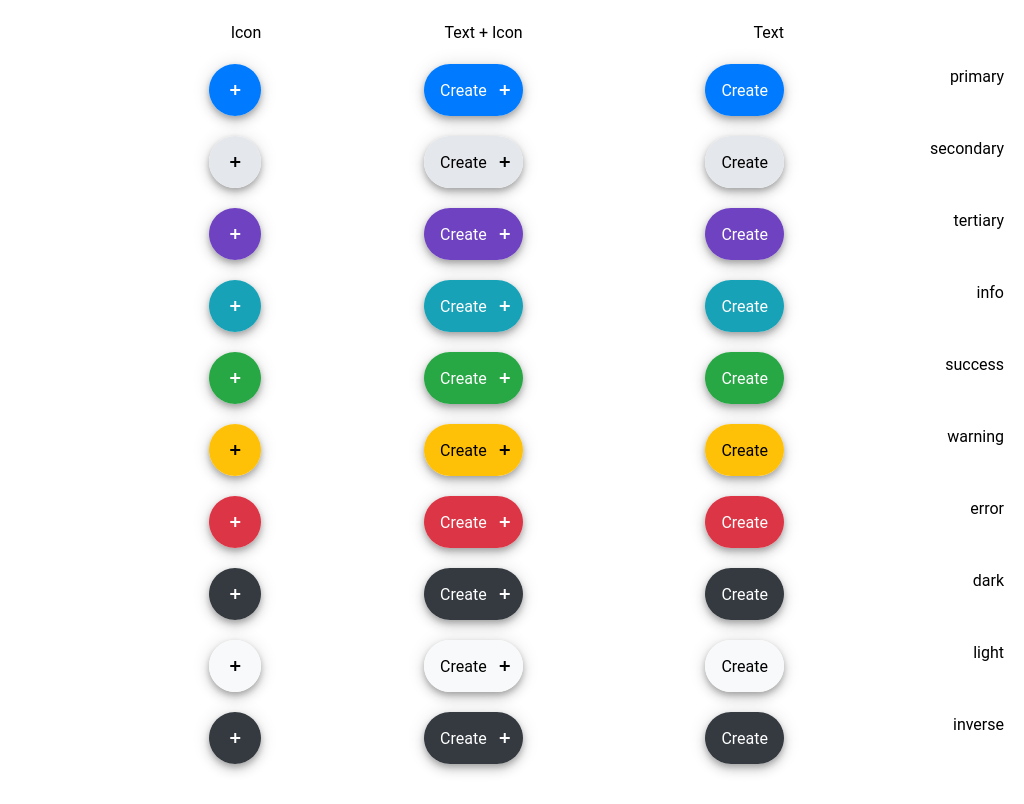 Icon Text + Icon Text
+ Create + Create primary
+ Create + Create secondary
+ Create + Create tertiary
+ Create + Create info
+ Create + Create success
+ Create + Create warning
+ Create + Create error
+ Create + Create dark
+ Create + Create light
+ Create + Create inverse